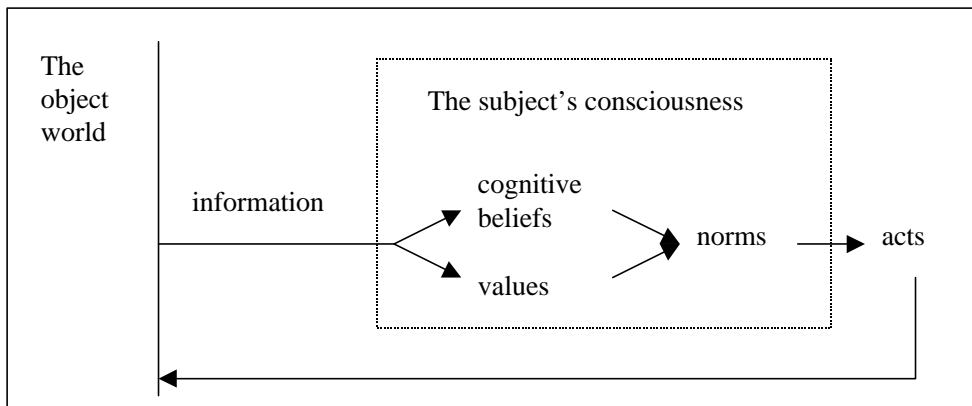 The
object
world
The subject’s consciousness
information
cognitive
beliefs
values
norms
acts